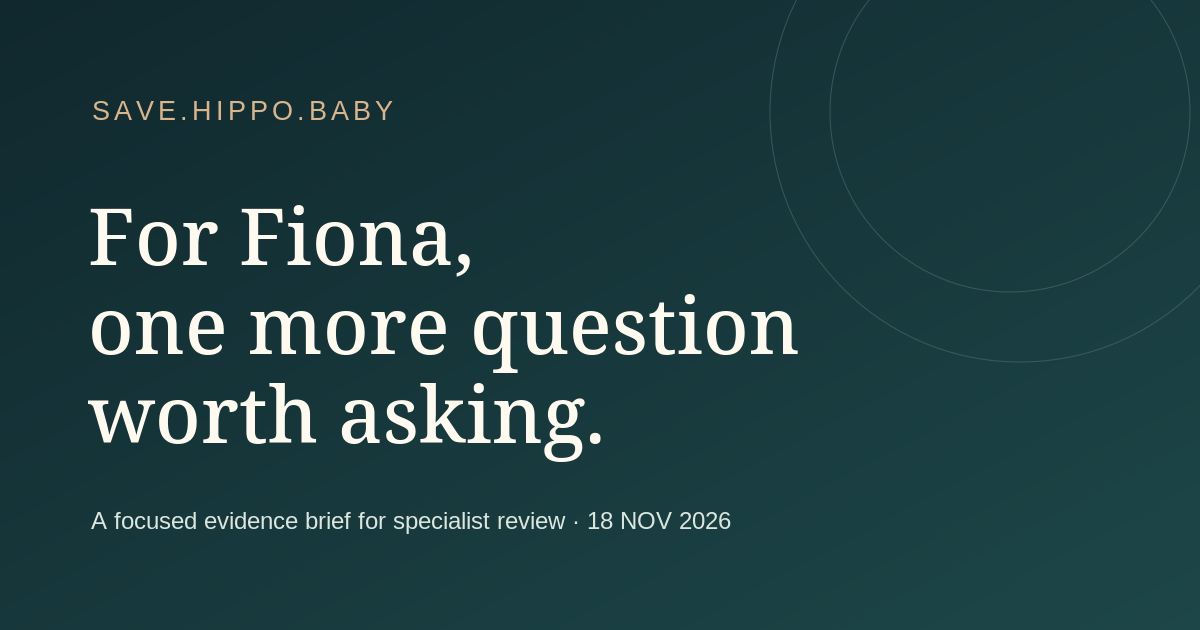 SAVE.HIPPO.BABY
For Fiona,
one more question
worth asking.
A focused evidence brief for specialist review · 18 NOV 2026